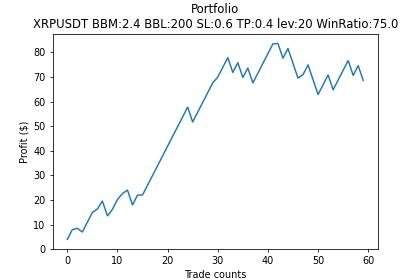 Portfolio
XRPUSDT BBM:2.4 BBL:200 SL:0.6 TP:0.4 lev:20 WinRatio:75.0
Profit ($)
80
70
60
50
40
30
20
10
0
0 10 20 30 40 50 60
Trade counts